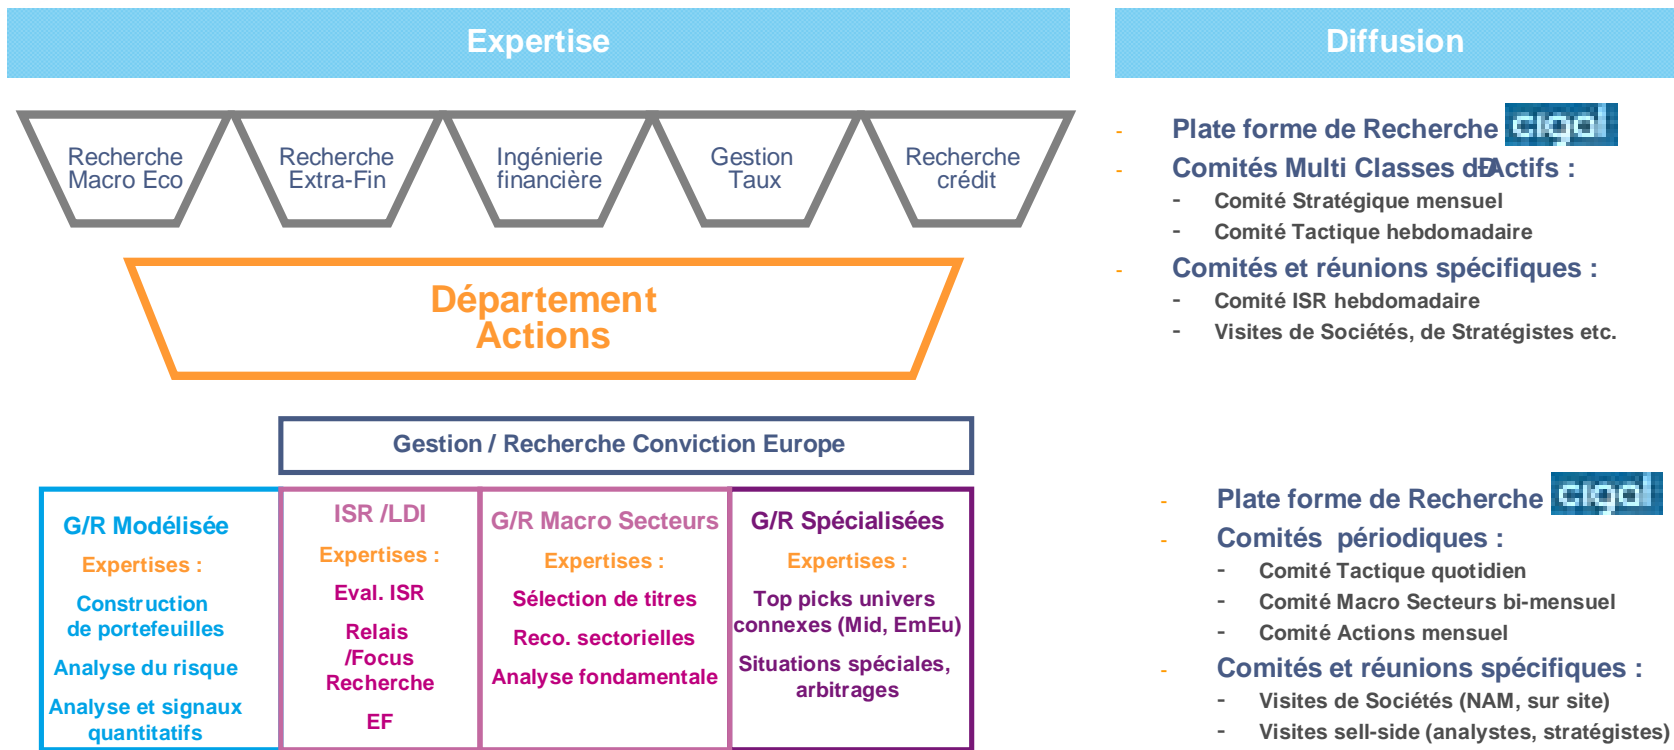 Expertise
Diffusion
Recherche
Macro Eco
Recherche
Extra-Fin
Ingénierie
financière
Gestion
Taux
Recherche
crédit
Département
Actions
- Plate forme de Recherche cigal
- Comités Multi Classes dÐActifs :
- Comité Stratégique mensuel
- Comité Tactique hebdomadaire
- Comités et réunions spécifiques :
- Comité ISR hebdomadaire
- Visites de Sociétés, de Stratégistes etc.
Gestion / Recherche Conviction Europe
G/R Modélisée
Expertises :
Construction
de portefeuilles
Analyse du risque
Analyse et signaux
quantitatifs
ISR /LDI
Expertises :
Eval. ISR
Relais
/Focus
Recherche
EF
G/R Macro Secteurs
Expertises :
Sélection de titres
Reco. sectorielles
Analyse fondamentale
G/R Spécialisées
Expertises :
Top picks univers
connexes (Mid, EmEu)
Situations spéciales,
arbitrages
- Plate forme de Recherche cigal
- Comités périodiques :
- Comité Tactique quotidien
- Comité Macro Secteurs bi-mensuel
- Comité Actions mensuel
- Comités et réunions spécifiques :
- Visites de Sociétés (NAM, sur site)
- Visites sell-side (analystes, stratégistes)